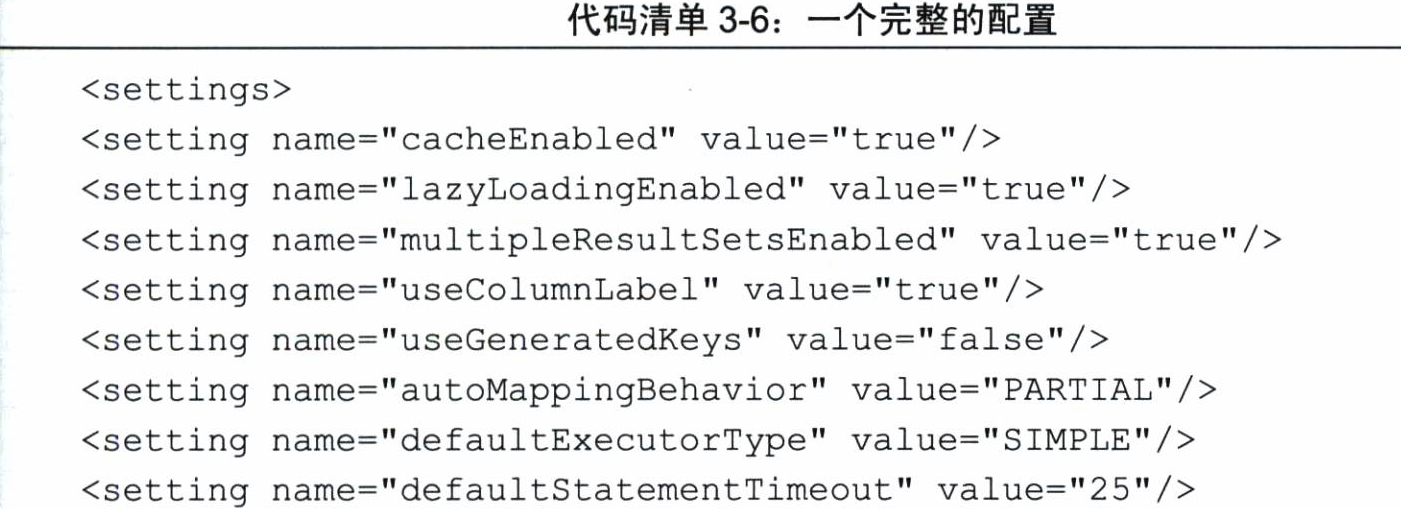 代码清单 3-6：一个完整的配置
<settings>
<setting name="cacheEnabled" value="true"/>
<setting name="lazyLoadingEnabled" value="true"/>
<setting name="multipleResultSetsEnabled" value="true"/>
<setting name="useColumnLabel" value="true"/>
<setting name="useGeneratedKeys" value="false"/>
<setting name="autoMappingBehavior" value="PARTIAL"/>
<setting name="defaultExecutorType" value="SIMPLE"/>
<setting name="defaultStatementTimeout" value="25"/>